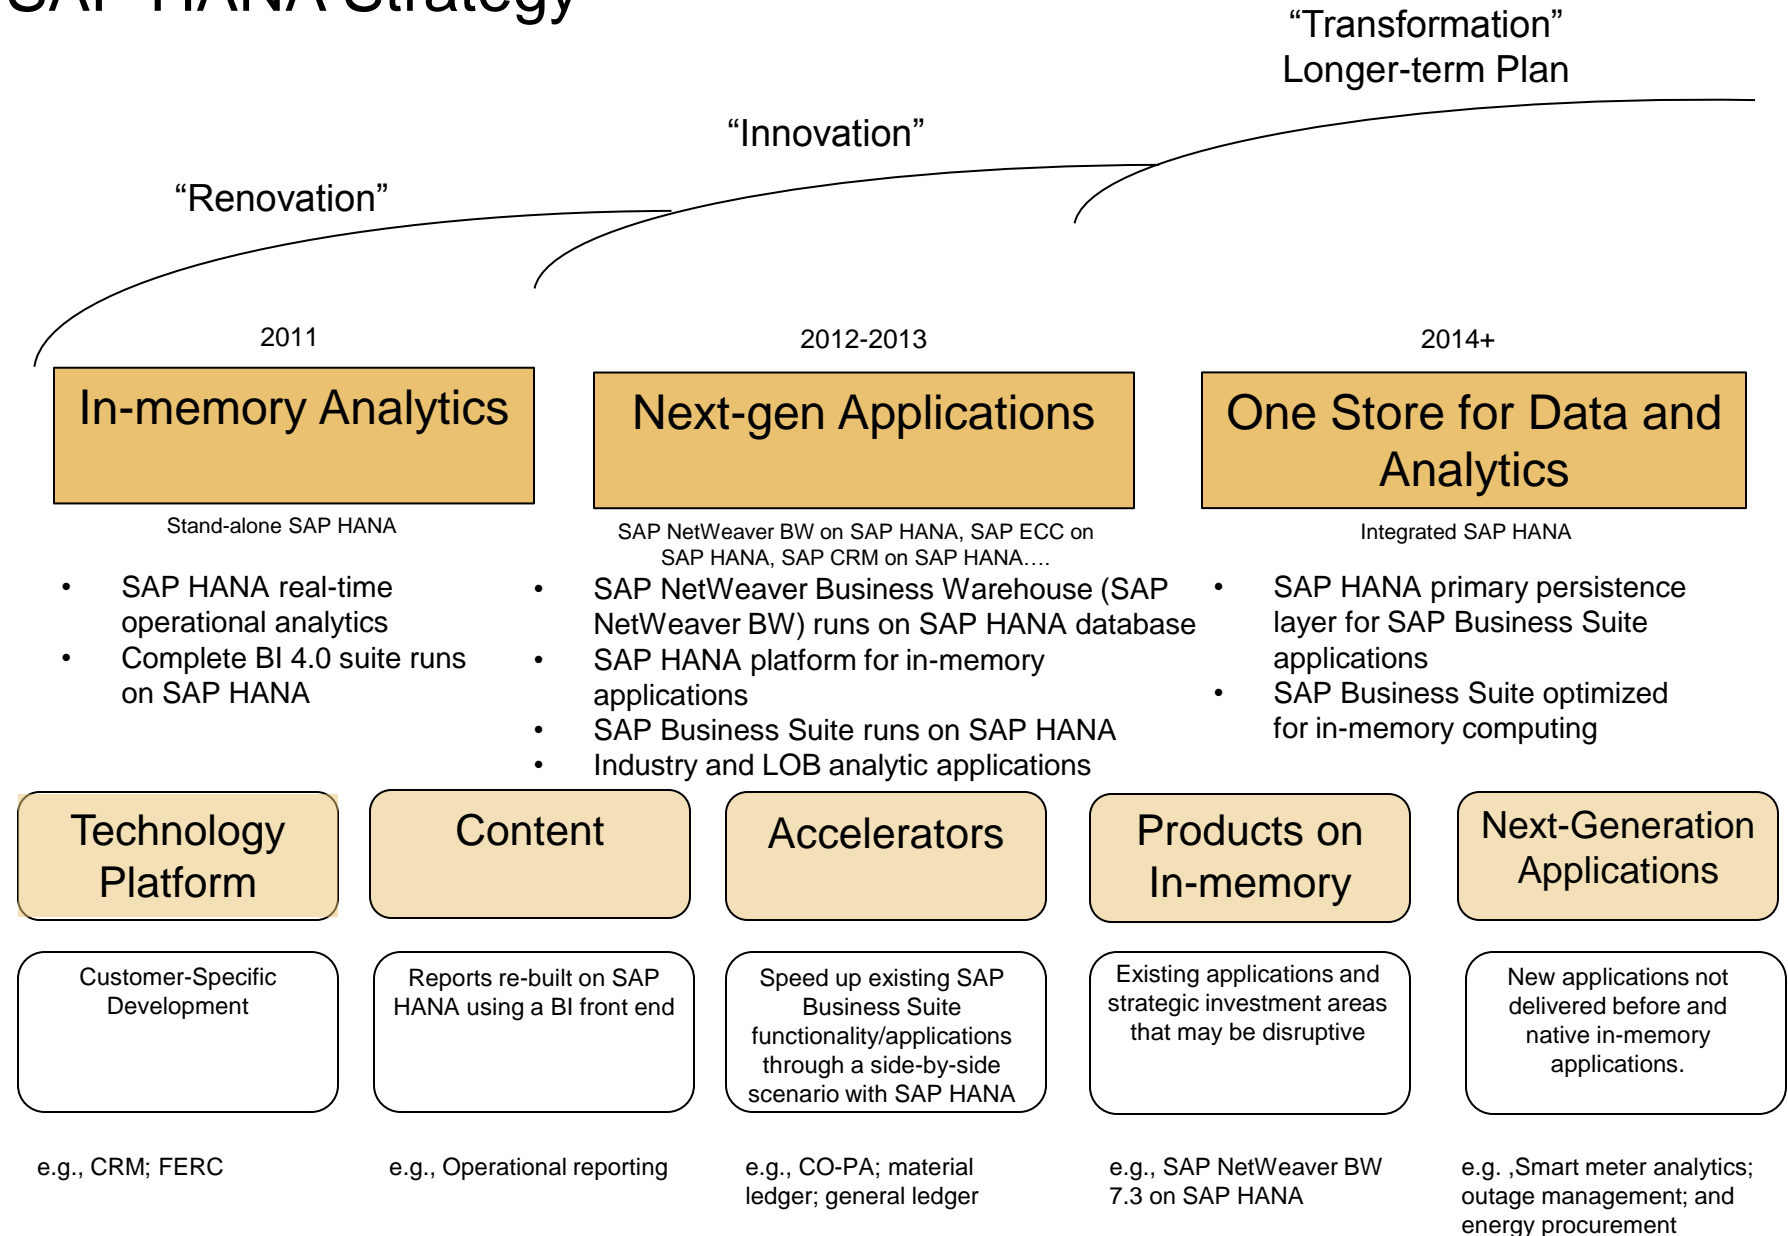 SAP HANA Strategy
“Transformation”
Longer-term Plan
“Innovation”
“Renovation”
2011
2012-2013
2014+
In-memory Analytics
Next-gen Applications
One Store for Data and
Analytics
Stand-alone SAP HANA
SAP NetWeaver BW on SAP HANA, SAP ECC on
SAP HANA, SAP CRM on SAP HANA….
Integrated SAP HANA
• SAP HANA real-time
operational analytics
• Complete BI 4.0 suite runs
on SAP HANA
• SAP NetWeaver Business Warehouse (SAP
NetWeaver BW) runs on SAP HANA database
• SAP HANA platform for in-memory
applications
• SAP Business Suite runs on SAP HANA
• Industry and LOB analytic applications
• SAP HANA primary persistence
layer for SAP Business Suite
applications
• SAP Business Suite optimized
for in-memory computing
Technology
Platform
Content
Accelerators
Products on
In-memory
Next-Generation
Applications
Customer-Specific
Development
Reports re-built on SAP
HANA using a BI front end
Speed up existing SAP
Business Suite
functionality/applications
through a side-by-side
scenario with SAP HANA
Existing applications and
strategic investment areas
that may be disruptive
New applications not
delivered before and
native in-memory
applications.
e.g., CRM; FERC
e.g., Operational reporting
e.g., CO-PA; material
ledger; general ledger
e.g., SAP NetWeaver BW
7.3 on SAP HANA
e.g. ,Smart meter analytics;
outage management; and
energy procurement